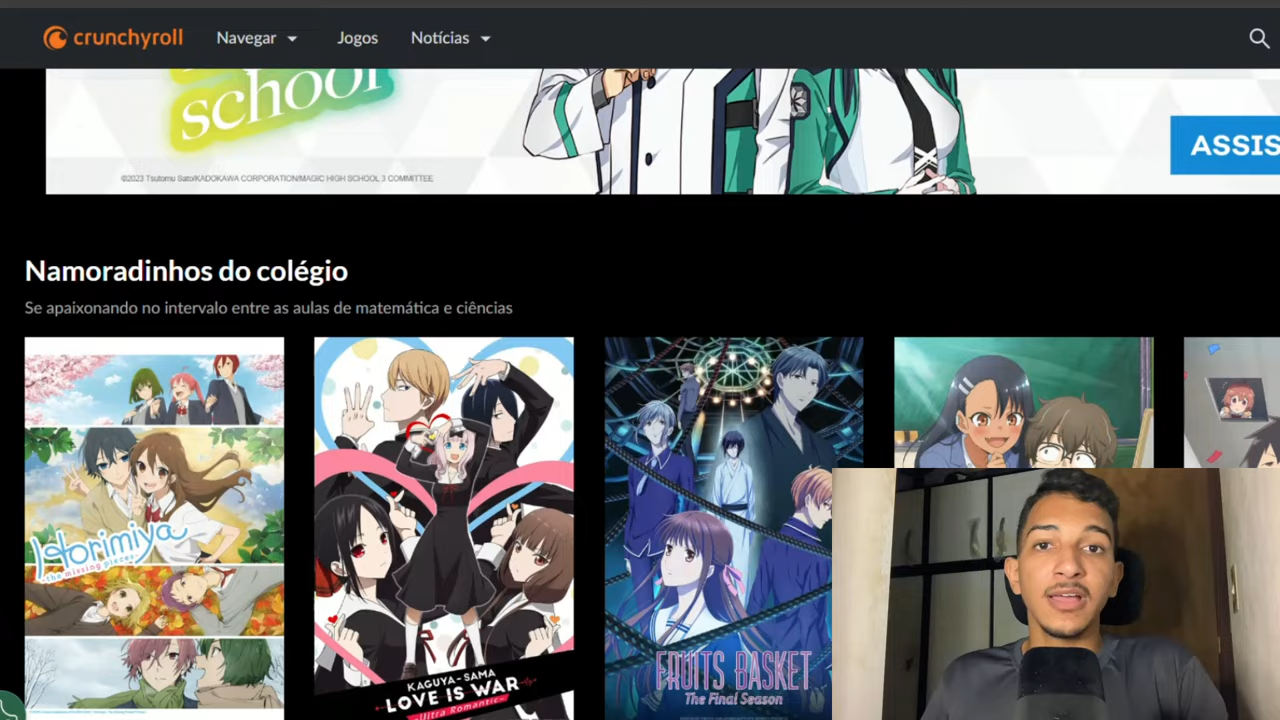 crunchyroll
Navegar
Jogos
Notícias
school
©2023 Tsutomu Sato/KADOKAWA CORPORATION/MAGIC HIGH SCHOOL 3 COMMITTEE
ASSIS
Namoradinhos do colégio
Se apaixonando no intervalo entre as aulas de matemática e ciências
Horimiya
-the missing pieces-
KAGUYA-SAMA
LOVE IS WAR
-Ultra Romantic-
FRUITS BASKET
The Final Season